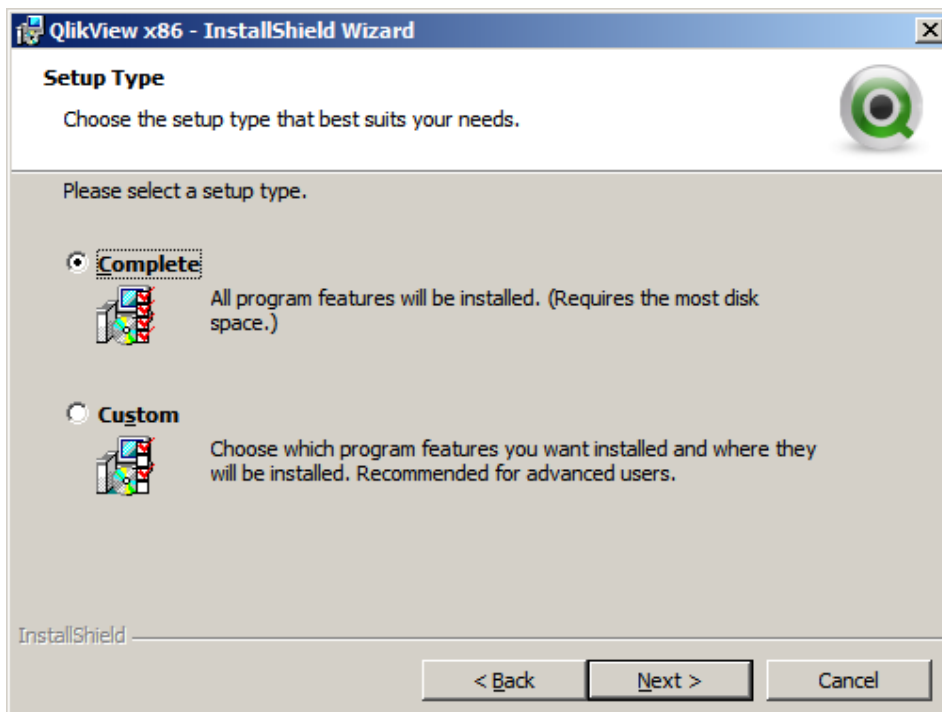 QlikView x86 - InstallShield Wizard
Setup Type
Choose the setup type that best suits your needs.
Please select a setup type.
Complete
All program features will be installed. (Requires the most disk
space.)
Custom
Choose which program features you want installed and where they
will be installed. Recommended for advanced users.
InstallShield
< Back
Next >
Cancel